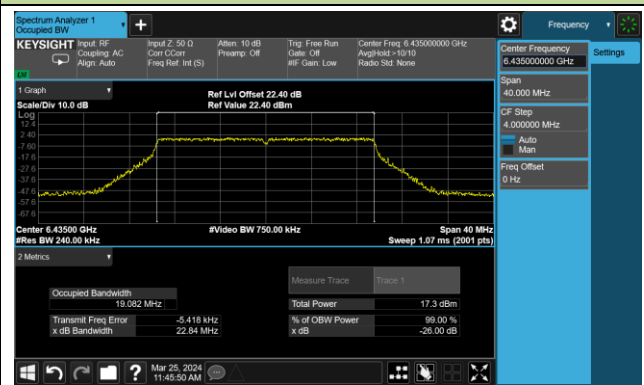 Spectrum Analyzer 1
Occupied BW
+
Frequency
KEYSIGHT
Input: RF
Coupling: AC
Align: Auto
Input Z: 50 Ω
Corr CCorr
Freq Ref: Int (S)
Atten: 10 dB
Preamp: Off
Trig: Free Run
Gate: Off
#IF Gain: Low
Center Freq: 6.435000000 GHz
Avg|Hold:>10/10
Radio Std: None
LM
Center Frequency
6.435000000 GHz
Settings
Span
40.000 MHz
CF Step
4.000000 MHz
Auto
Man
Freq Offset
0 Hz
1 Graph
Scale/Div 10.0 dB
Ref Lvl Offset 22.40 dB
Ref Value 22.40 dBm
Log
12.4
2.40
-7.60
-17.6
-27.6
-37.6
-47.6
-57.6
-67.6
Center 6.43500 GHz
#Res BW 240.00 kHz
#Video BW 750.00 kHz
Span 40 MHz
Sweep 1.07 ms (2001 pts)
2 Metrics
Measure Trace
Trace 1
Occupied Bandwidth
19.082 MHz
Total Power
17.3 dBm
Transmit Freq Error
-5.418 kHz
% of OBW Power
99.00 %
x dB Bandwidth
22.84 MHz
x dB
-26.00 dB
?
Mar 25, 2024
11:45:50 AM